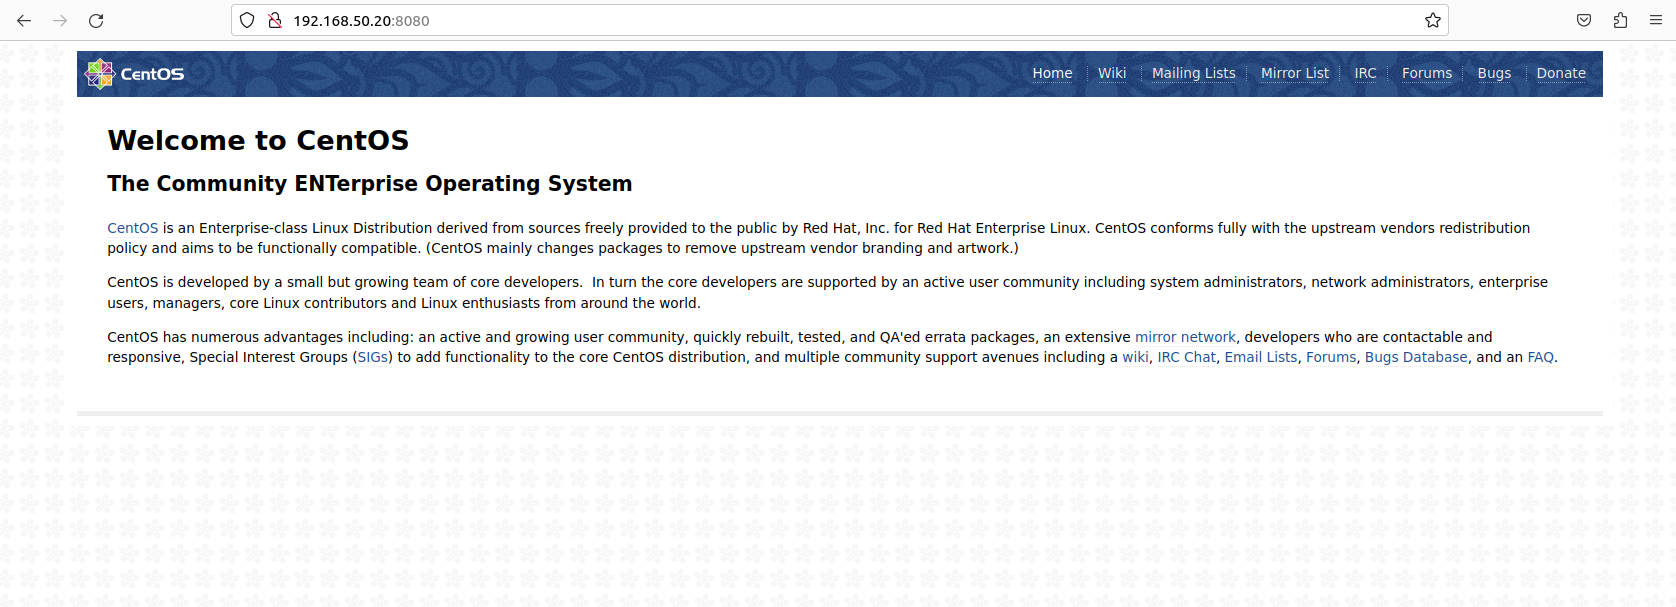 192.168.50.20:8080
CentOS
Home Wiki Mailing Lists Mirror List IRC Forums Bugs Donate
Welcome to CentOS
The Community ENTerprise Operating System
CentOS is an Enterprise-class Linux Distribution derived from sources freely provided to the public by Red Hat, Inc. for Red Hat Enterprise Linux. CentOS conforms fully with the upstream vendors redistribution
policy and aims to be functionally compatible. (CentOS mainly changes packages to remove upstream vendor branding and artwork.)
CentOS is developed by a small but growing team of core developers.  In turn the core developers are supported by an active user community including system administrators, network administrators, enterprise
users, managers, core Linux contributors and Linux enthusiasts from around the world.
CentOS has numerous advantages including: an active and growing user community, quickly rebuilt, tested, and QA'ed errata packages, an extensive mirror network, developers who are contactable and
responsive, Special Interest Groups (SIGs) to add functionality to the core CentOS distribution, and multiple community support avenues including a wiki, IRC Chat, Email Lists, Forums, Bugs Database, and an FAQ.